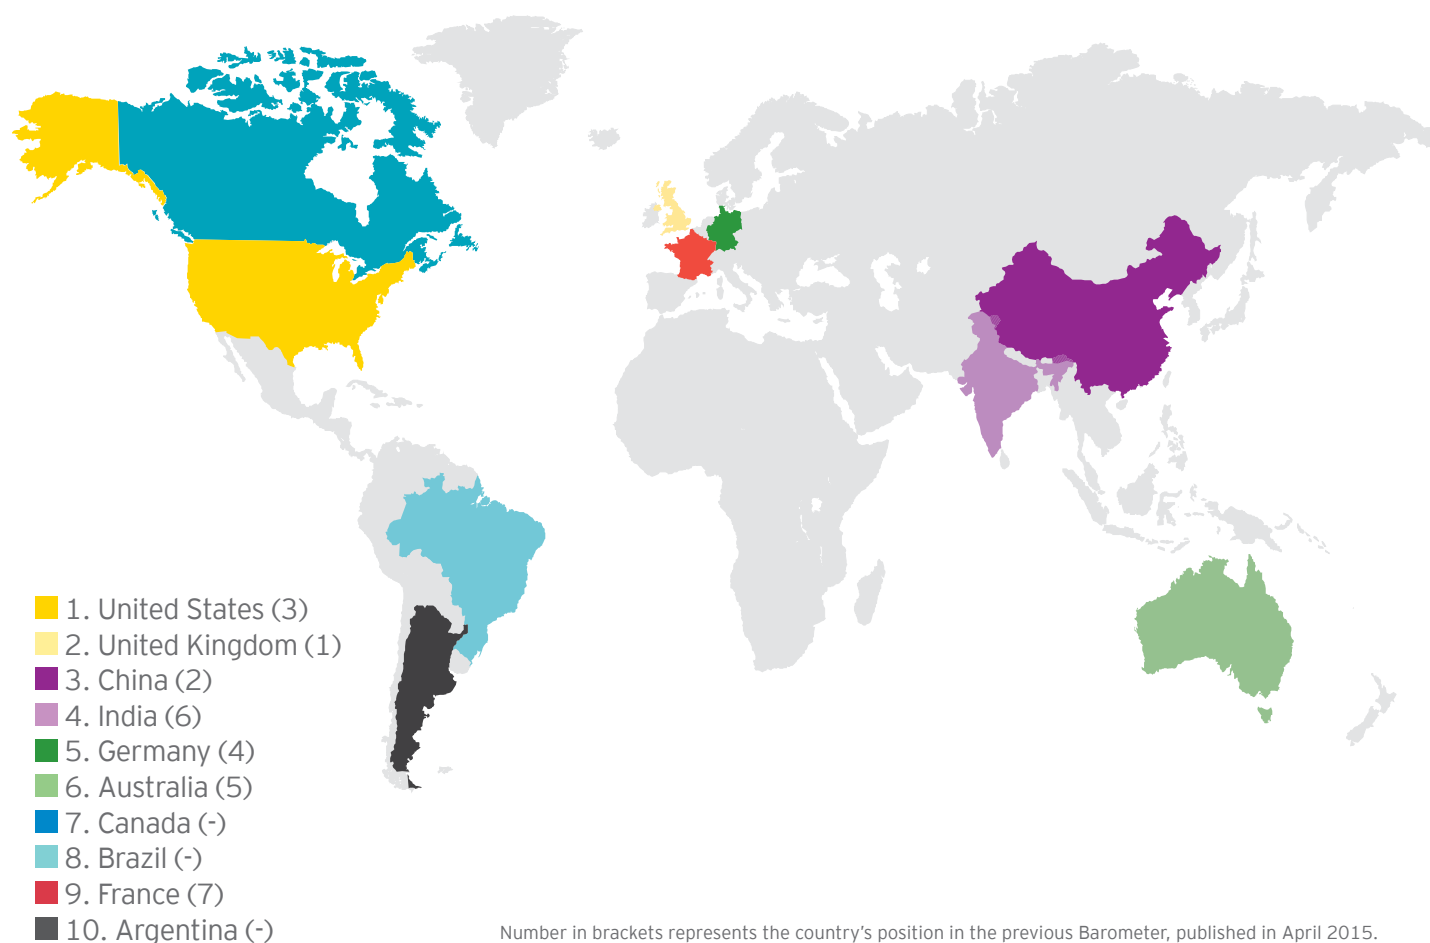 1. United States (3)
2. United Kingdom (1)
3. China (2)
4. India (6)
5. Germany (4)
6. Australia (5)
7. Canada (-)
8. Brazil (-)
9. France (7)
10. Argentina (-)
Number in brackets represents the country’s position in the previous Barometer, published in April 2015.